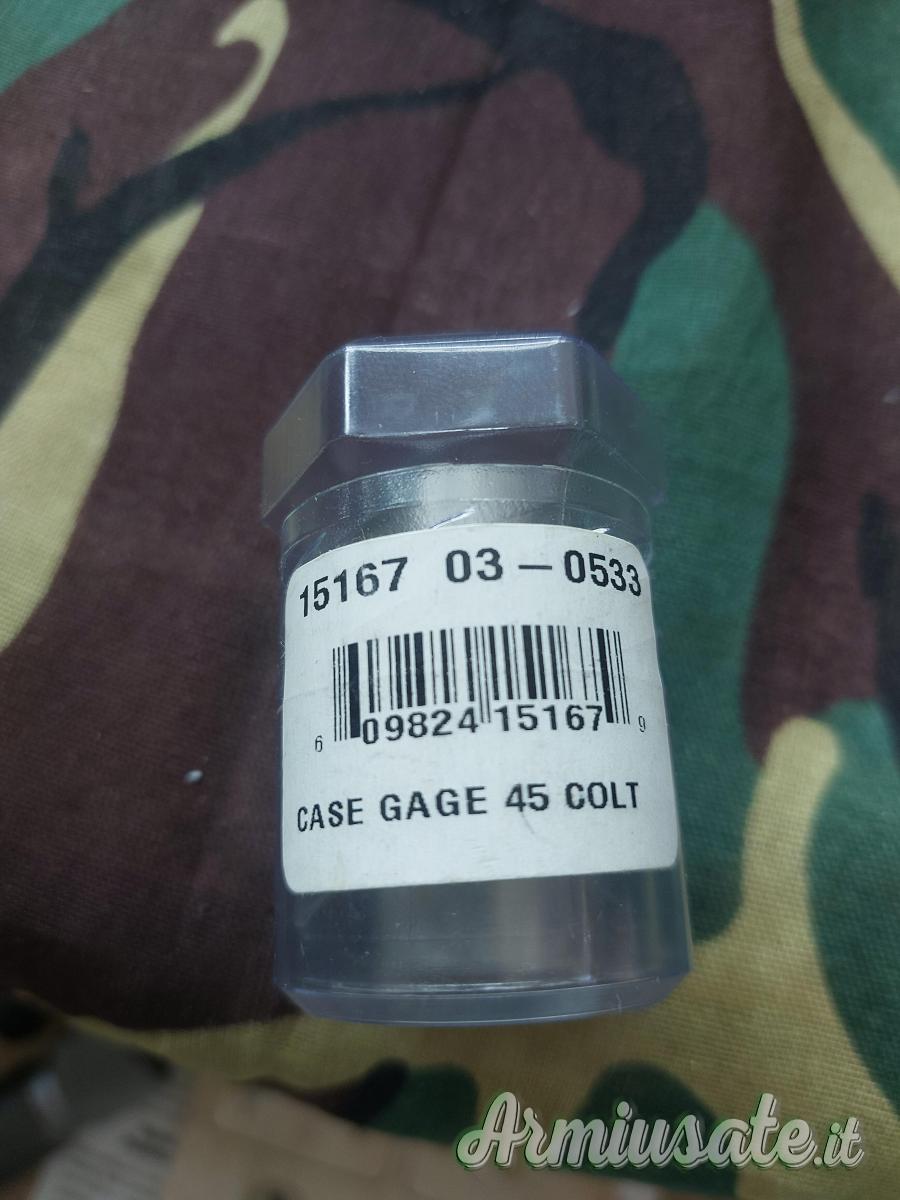 15167 03-0533
6 09824 15167 9
CASE GAGE 45 COLT
Armiusate.it